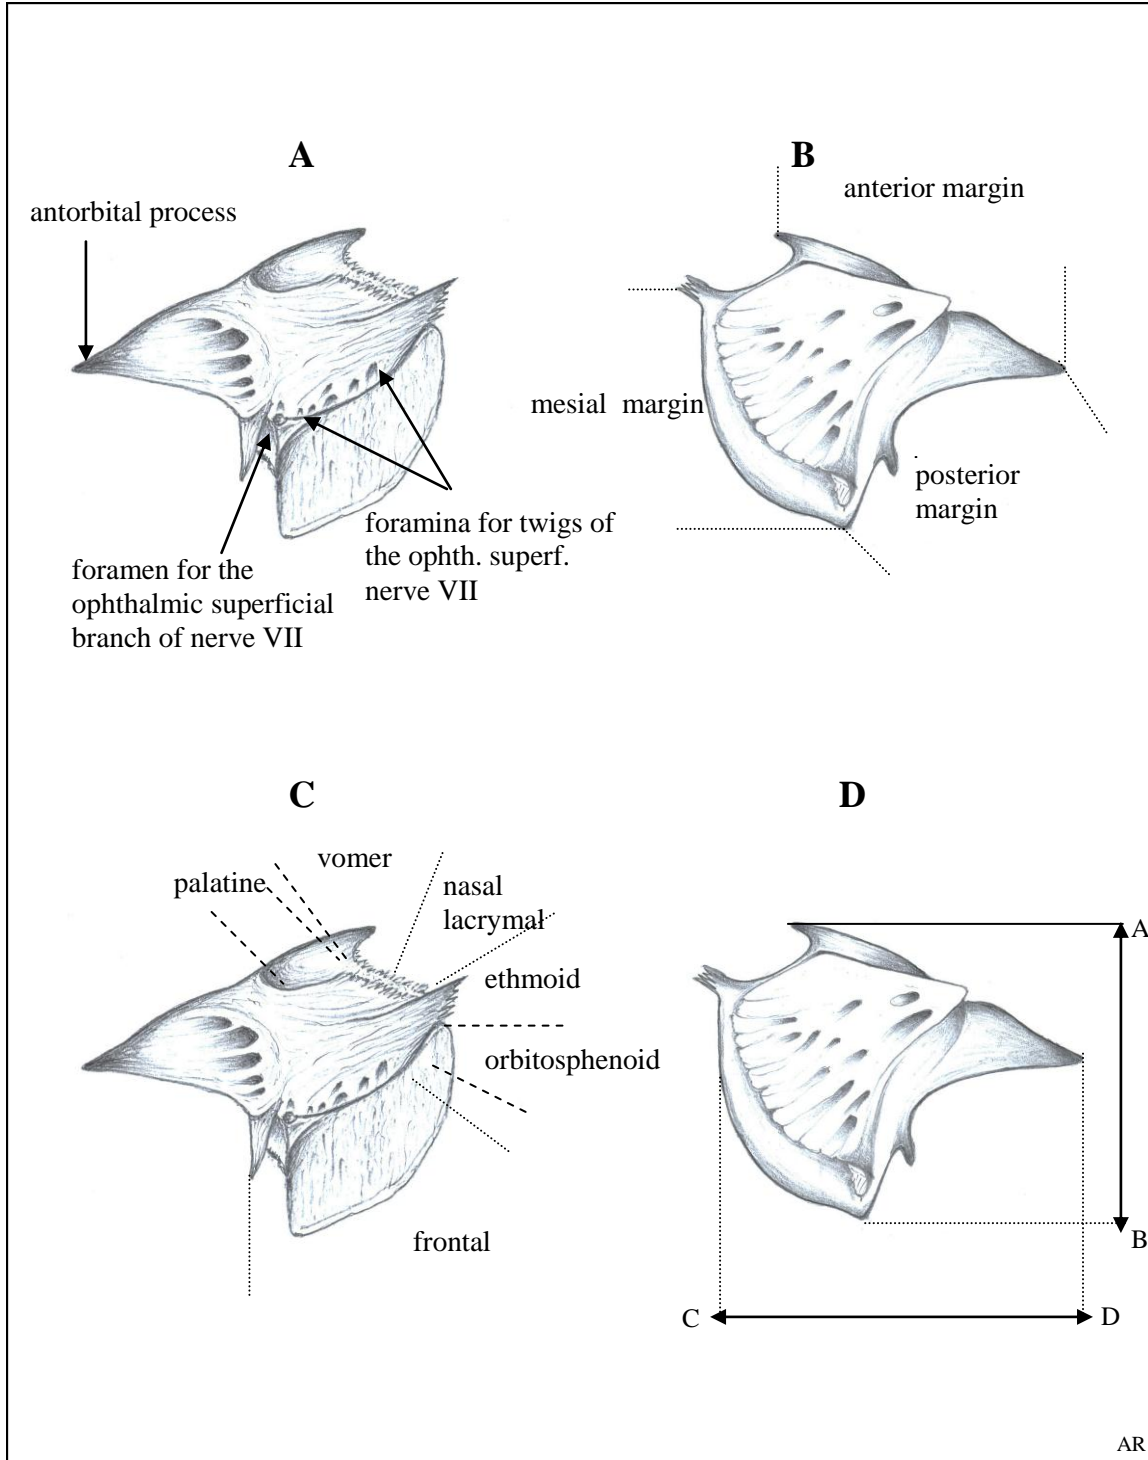 A
B
anterior margin
antorbital process
mesial margin
posterior
margin
foramina for twigs of
the ophth. superf.
nerve VII
foramen for the
ophthalmic superficial
branch of nerve VII
C
D
vomer
palatine
nasal
lacrymal
ethmoid
orbitosphenoid
frontal
A
B
C
D
AR